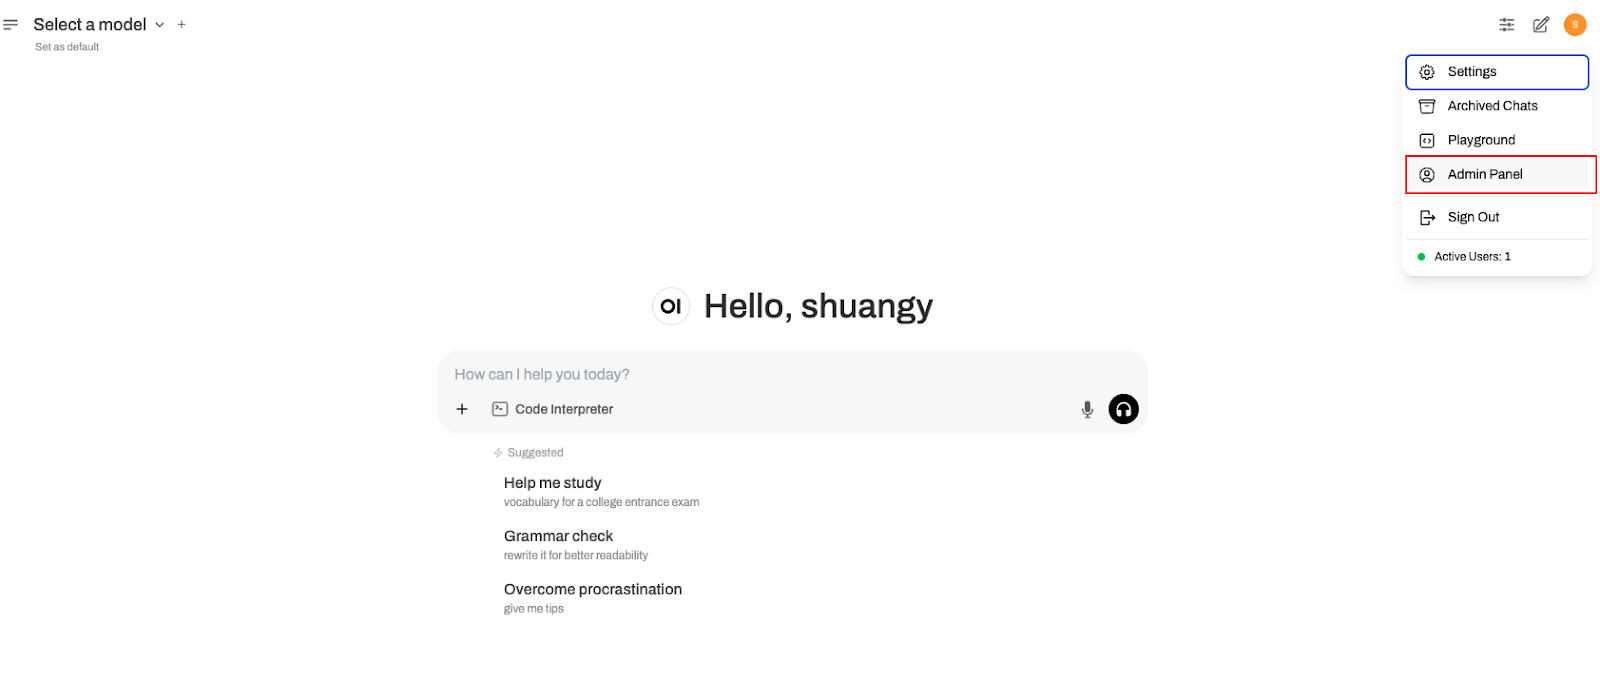 Select a model
Set as default
S
Settings
Archived Chats
Playground
Admin Panel
Sign Out
Active Users: 1
OI Hello, shuangy
How can I help you today?
Code Interpreter
Suggested
Help me study
vocabulary for a college entrance exam
Grammar check
rewrite it for better readability
Overcome procrastination
give me tips